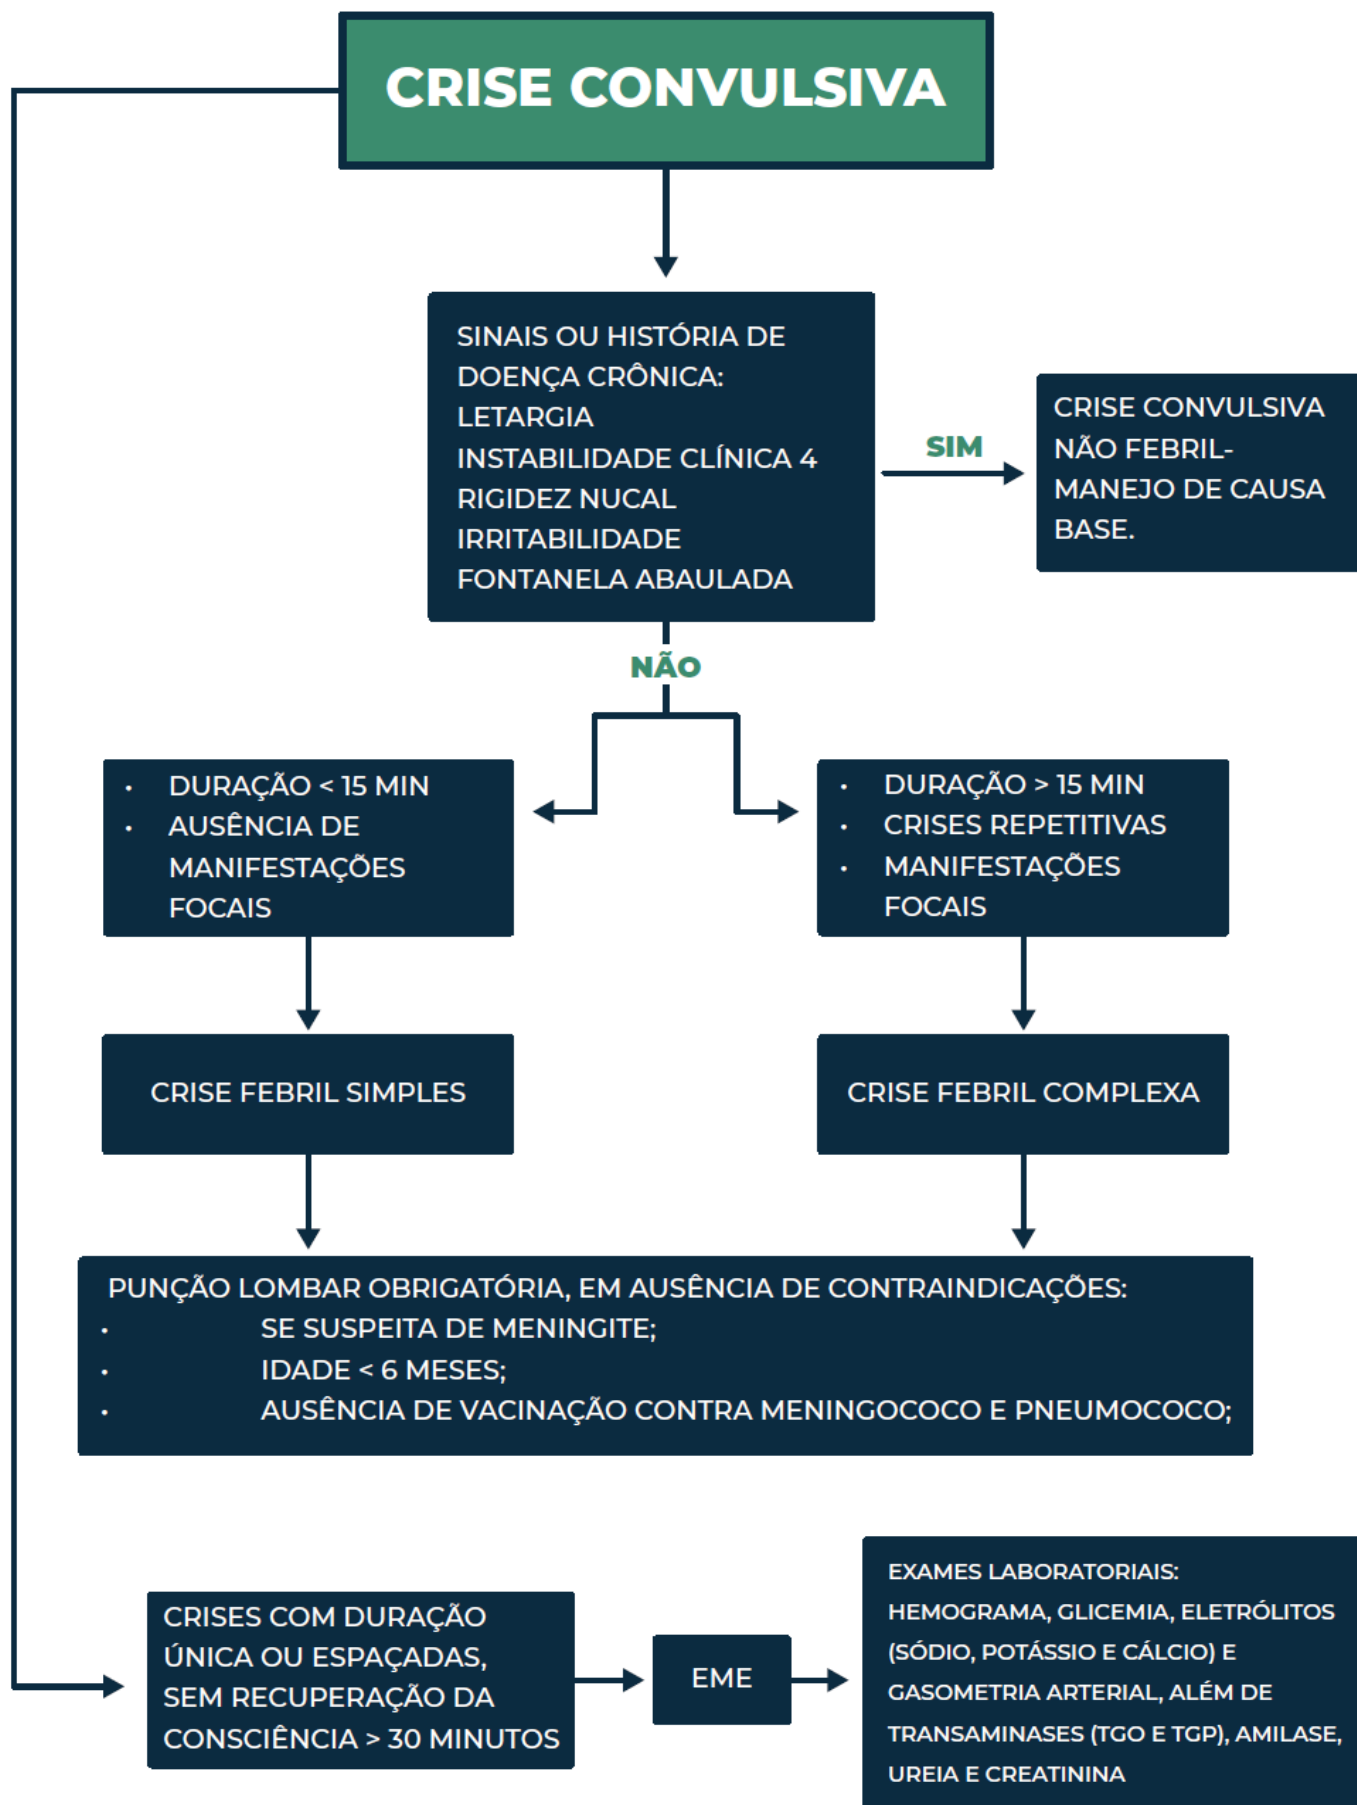 CRISE CONVULSIVA
SINAIS OU HISTÓRIA DE
DOENÇA CRÔNICA:
LETARGIA
INSTABILIDADE CLÍNICA 4
RIGIDEZ NUCAL
IRRITABILIDADE
FONTANELA ABAULADA
SIM
CRISE CONVULSIVA
NÃO FEBRIL-
MANEJO DE CAUSA
BASE.
NÃO
• DURAÇÃO < 15 MIN
• AUSÊNCIA DE
MANIFESTAÇÕES
FOCAIS
• DURAÇÃO > 15 MIN
• CRISES REPETITIVAS
• MANIFESTAÇÕES
FOCAIS
CRISE FEBRIL SIMPLES
CRISE FEBRIL COMPLEXA
PUNÇÃO LOMBAR OBRIGATÓRIA, EM AUSÊNCIA DE CONTRAINDICAÇÕES:
• SE SUSPEITA DE MENINGITE;
• IDADE < 6 MESES;
• AUSÊNCIA DE VACINAÇÃO CONTRA MENINGOCOCO E PNEUMOCOCO;
CRISES COM DURAÇÃO
ÚNICA OU ESPAÇADAS,
SEM RECUPERAÇÃO DA
CONSCIÊNCIA > 30 MINUTOS
EME
EXAMES LABORATORIAIS:
HEMOGRAMA, GLICEMIA, ELETRÓLITOS
(SÓDIO, POTÁSSIO E CÁLCIO) E
GASOMETRIA ARTERIAL, ALÉM DE
TRANSAMINASES (TGO E TGP), AMILASE,
UREIA E CREATININA